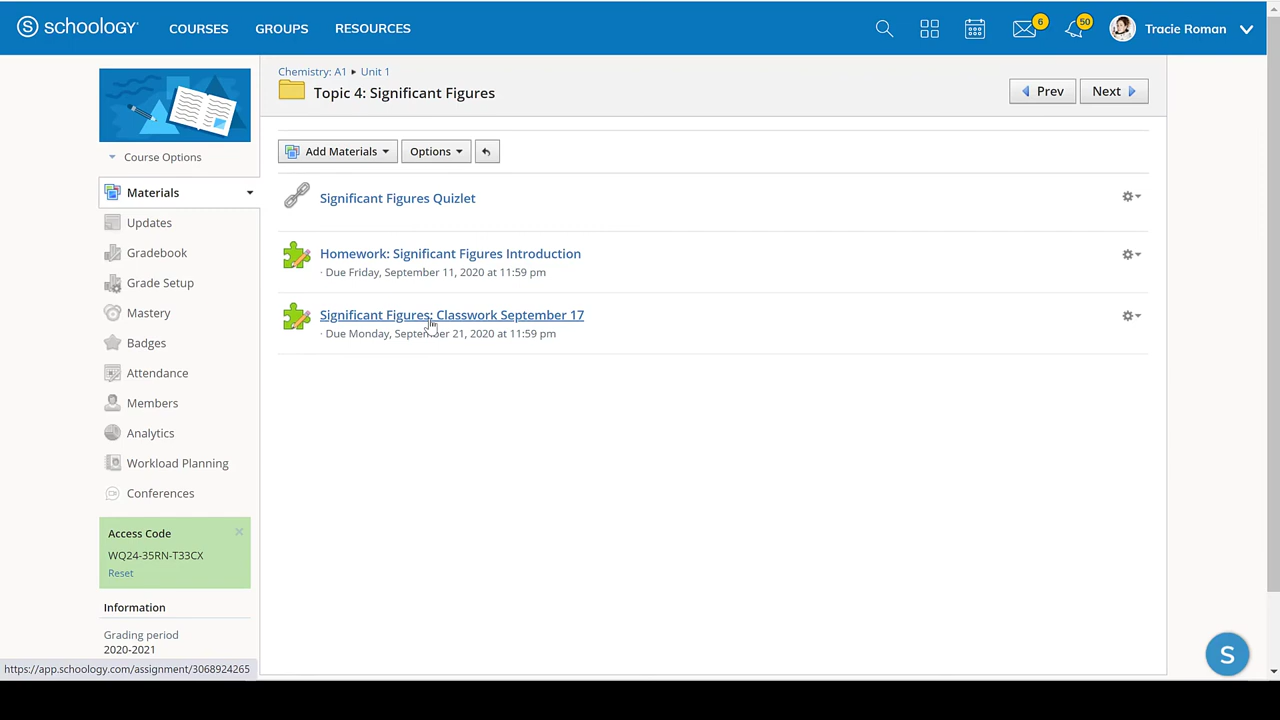 schoology
COURSES
GROUPS
RESOURCES
6
50
Tracie Roman
Course Options
Materials
Updates
Gradebook
Grade Setup
Mastery
Badges
Attendance
Members
Analytics
Workload Planning
Conferences
Access Code
WQ24-35RN-T33CX
Reset
Information
Grading period
2020-2021
Chemistry: A1 ▸ Unit 1
Topic 4: Significant Figures
Prev
Next
Add Materials
Options
Significant Figures Quizlet
Homework: Significant Figures Introduction
· Due Friday, September 11, 2020 at 11:59 pm
Significant Figures: Classwork September 17
· Due Monday, September 21, 2020 at 11:59 pm
S
https://app.schoology.com/assignment/3068924265